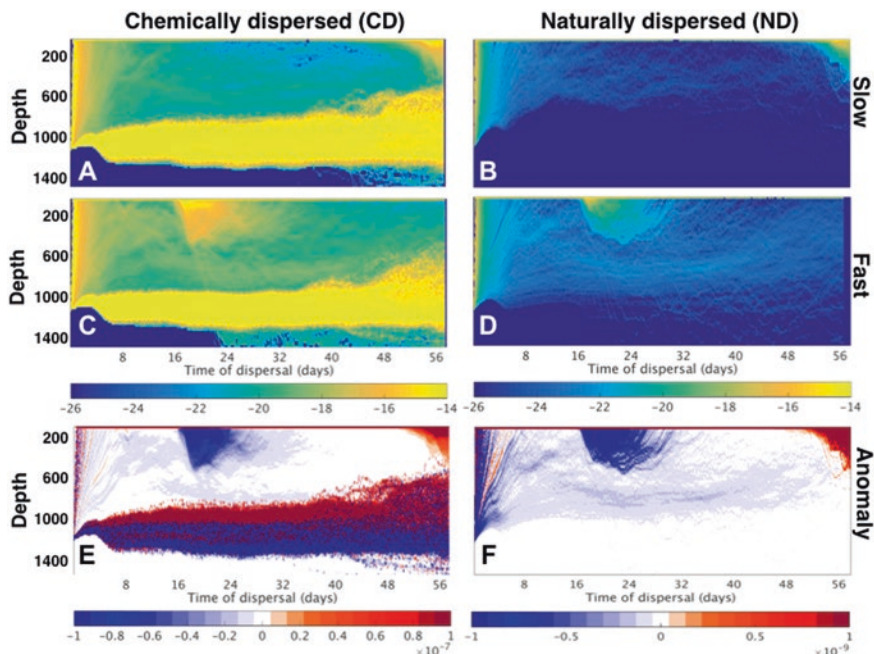 Chemically dispersed (CD)
Naturally dispersed (ND)
Depth
200
600
1000
1400
A
B
Slow
Depth
200
600
1000
1400
C
D
Fast
8 16 24 32 40 48 56
Time of dispersal (days)
8 16 24 32 40 48 56
Time of dispersal (days)
−26 −24 −22 −20 −18 −16 −14
−26 −24 −22 −20 −18 −16 −14
Depth
200
600
1000
1400
E
F
Anomaly
8 16 24 32 40 48 56
Time of dispersal (days)
8 16 24 32 40 48 56
Time of dispersal (days)
−1 −0.8 −0.6 −0.4 −0.2 0 0.2 0.4 0.6 0.8 1
×10⁻⁷
−1 −0.5 0 0.5 1
×10⁻⁹